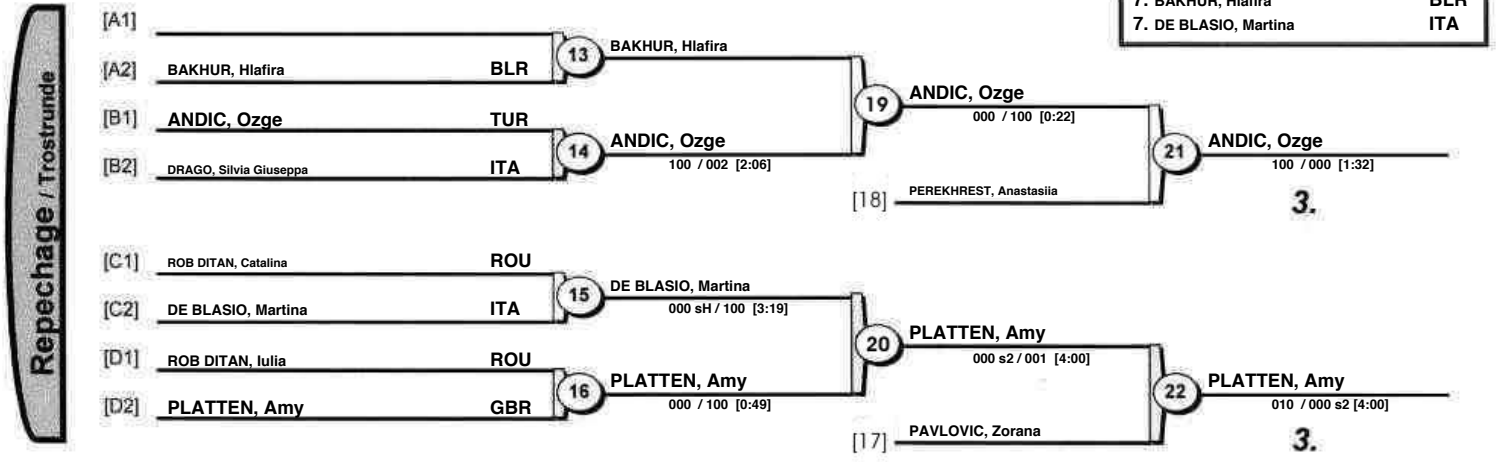 7. BAKHUR, Hlafira BLR
7. DE BLASIO, Martina ITA
Repechage / Trostrunde
[A1]
13 BAKHUR, Hlafira
[A2] BAKHUR, Hlafira BLR
19 ANDIC, Ozge
000 / 100 [0:22]
[B1] ANDIC, Ozge TUR
14 ANDIC, Ozge
100 / 002 [2:06]
21 ANDIC, Ozge
100 / 000 [1:32]
[B2] DRAGO, Silvia Giuseppa ITA
[18] PEREKHREST, Anastasiia
3.
[C1] ROB DITAN, Catalina ROU
15 DE BLASIO, Martina
000 sH / 100 [3:19]
[C2] DE BLASIO, Martina ITA
20 PLATTEN, Amy
000 s2 / 001 [4:00]
[D1] ROB DITAN, Iulia ROU
16 PLATTEN, Amy
000 / 100 [0:49]
22 PLATTEN, Amy
010 / 000 s2 [4:00]
[D2] PLATTEN, Amy GBR
[17] PAVLOVIC, Zorana
3.